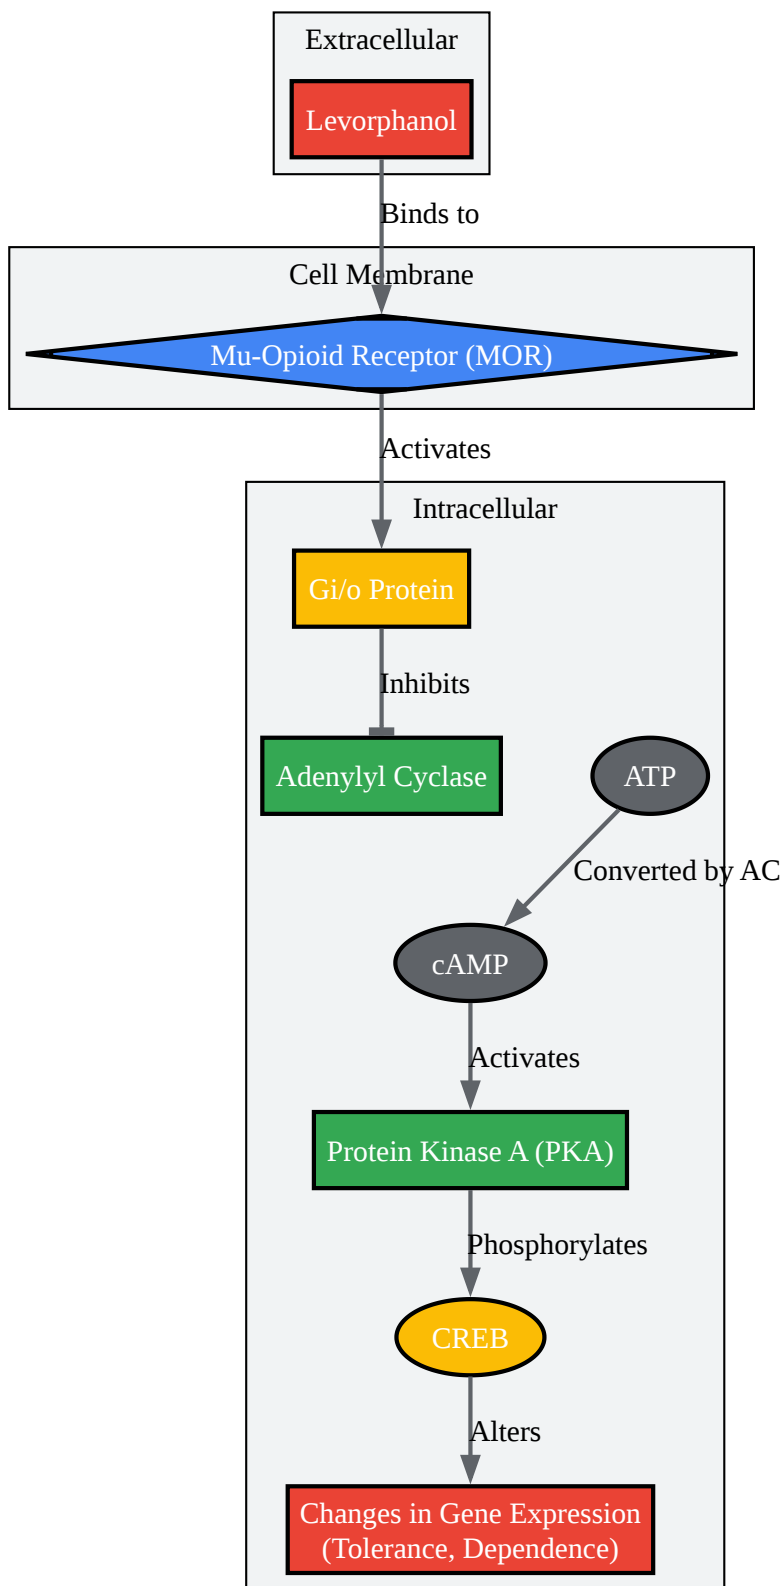 Extracellular
Levorphanol
Binds to
Cell Membrane
Mu-Opioid Receptor (MOR)
Activates
Intracellular
Gi/o Protein
Inhibits
Adenylyl Cyclase
ATP
Converted by AC
cAMP
Activates
Protein Kinase A (PKA)
Phosphorylates
CREB
Alters
Changes in Gene Expression
(Tolerance, Dependence)